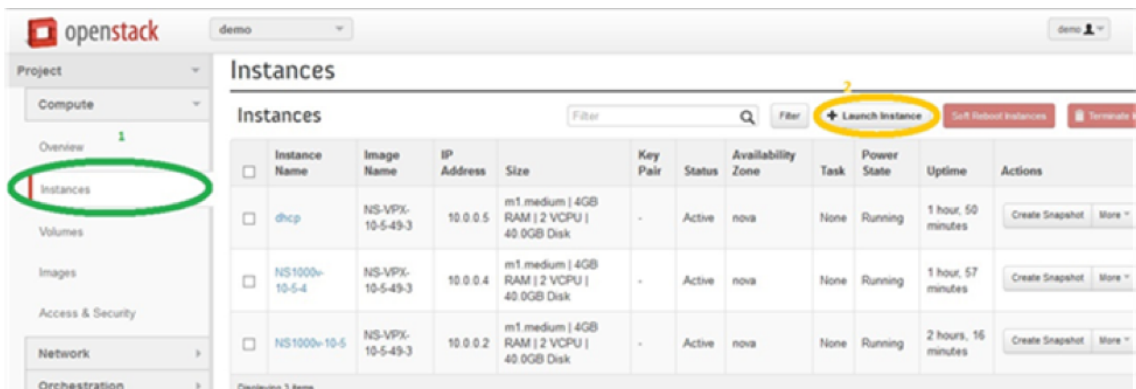 openstack
demo
demo
Project
Compute
Overview
1
Instances
Volumes
Images
Access & Security
Network
Orchestration
Instances
2
Instances
Filter
Filter
+ Launch Instance
Soft Reboot Instances
Terminate
Instance Name Image Name IP Address Size Key Pair Status Availability Zone Task Power State Uptime Actions
dhcp NS-VPX-10-5-49-3 10.0.0.5 m1.medium | 4GB RAM | 2 VCPU | 40.0GB Disk - Active nova None Running 1 hour, 50 minutes Create Snapshot More
NS1000v-10-5-4 NS-VPX-10-5-49-3 10.0.0.4 m1.medium | 4GB RAM | 2 VCPU | 40.0GB Disk - Active nova None Running 1 hour, 57 minutes Create Snapshot More
NS1000v-10-5 NS-VPX-10-5-49-3 10.0.0.2 m1.medium | 4GB RAM | 2 VCPU | 40.0GB Disk - Active nova None Running 2 hours, 16 minutes Create Snapshot More
Displaying 3 items